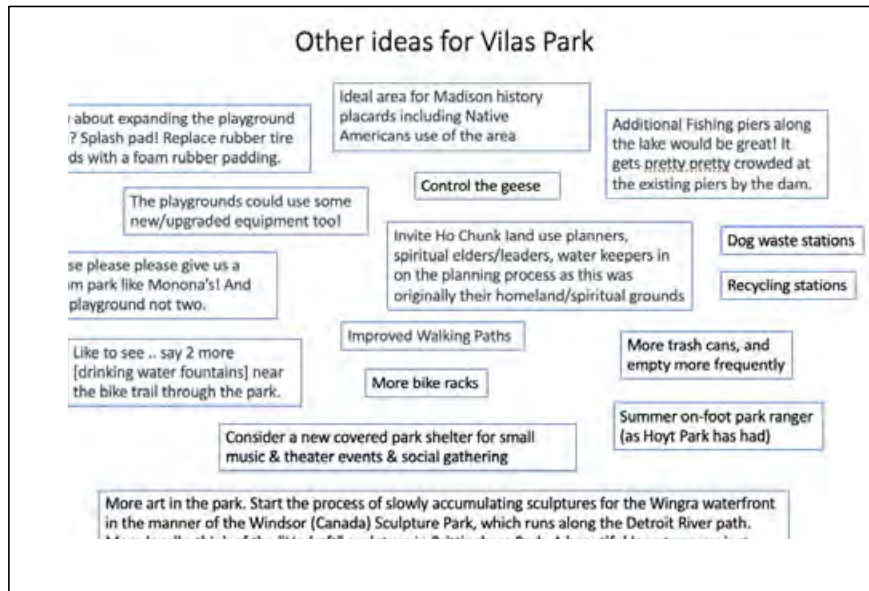 Other ideas for Vilas Park
about expanding the playground
? Splash pad! Replace rubber tire
ds with a foam rubber padding.
Ideal area for Madison history
placards including Native
Americans use of the area
Additional Fishing piers along
the lake would be great! It
gets pretty pretty crowded at
the existing piers by the dam.
Control the geese
The playgrounds could use some
new/upgraded equipment too!
Invite Ho Chunk land use planners,
spiritual elders/leaders, water keepers in
on the planning process as this was
originally their homeland/spiritual grounds
Dog waste stations
Recycling stations
se please please give us a
am park like Monona's! And
playground not two.
Improved Walking Paths
More trash cans, and
empty more frequently
Like to see .. say 2 more
[drinking water fountains] near
the bike trail through the park.
More bike racks
Summer on-foot park ranger
(as Hoyt Park has had)
Consider a new covered park shelter for small
music & theater events & social gathering
More art in the park. Start the process of slowly accumulating sculptures for the Wingra waterfront
in the manner of the Windsor (Canada) Sculpture Park, which runs along the Detroit River path.